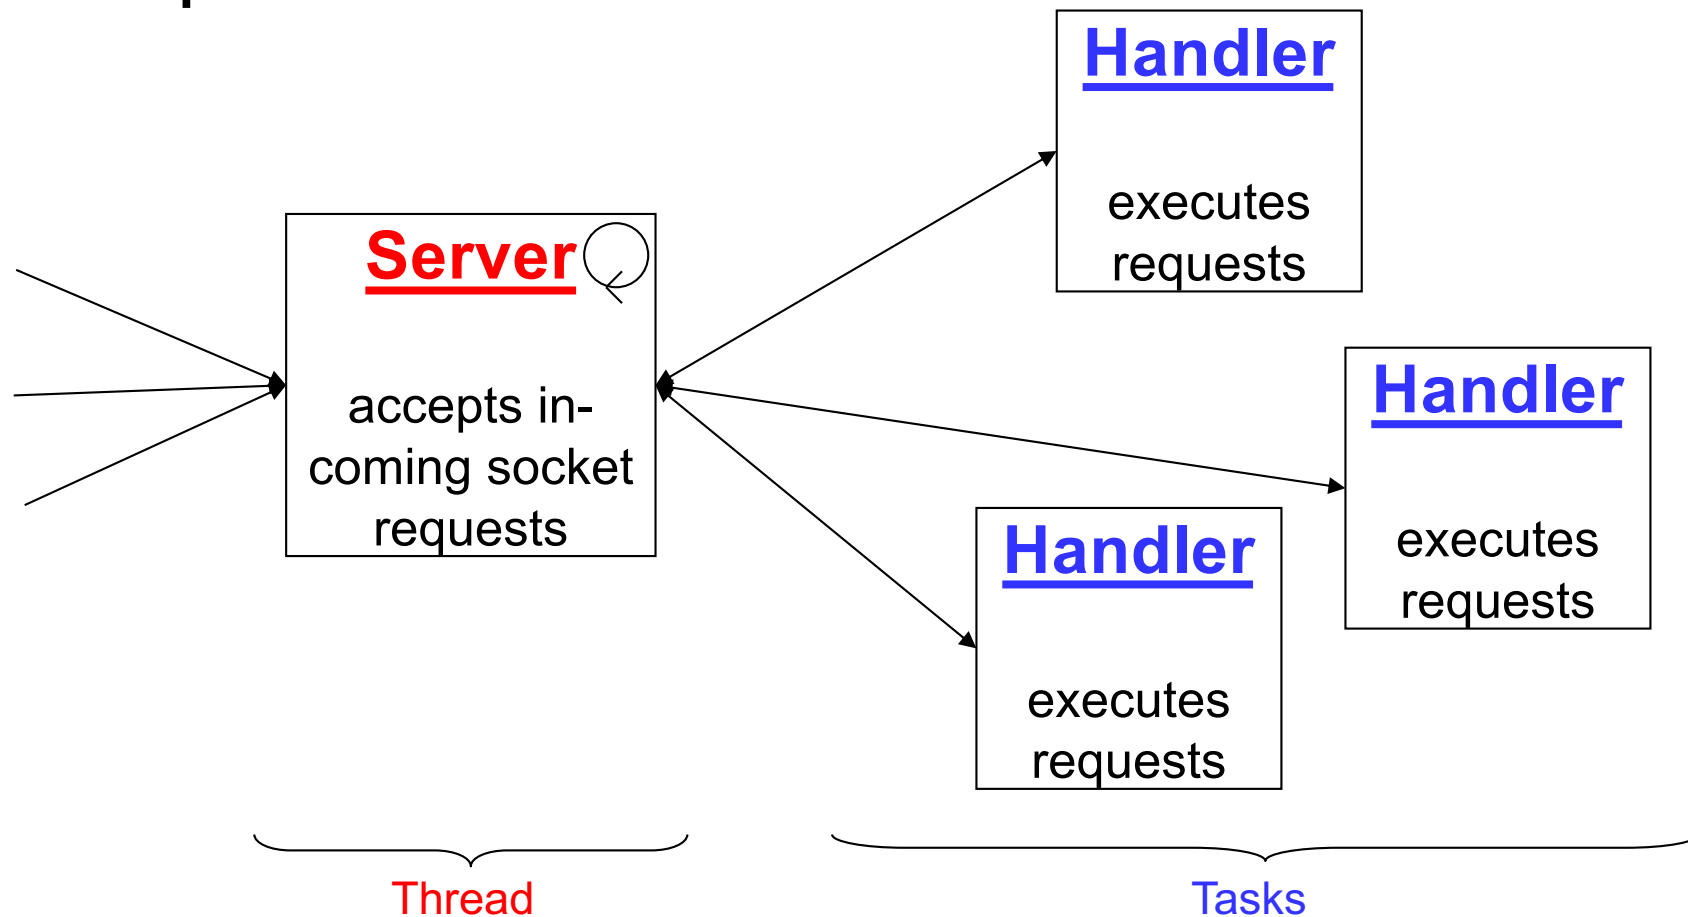 Handler
executes
requests
Server
accepts in-
coming socket
requests
Handler
executes
requests
Handler
executes
requests
Thread
Tasks